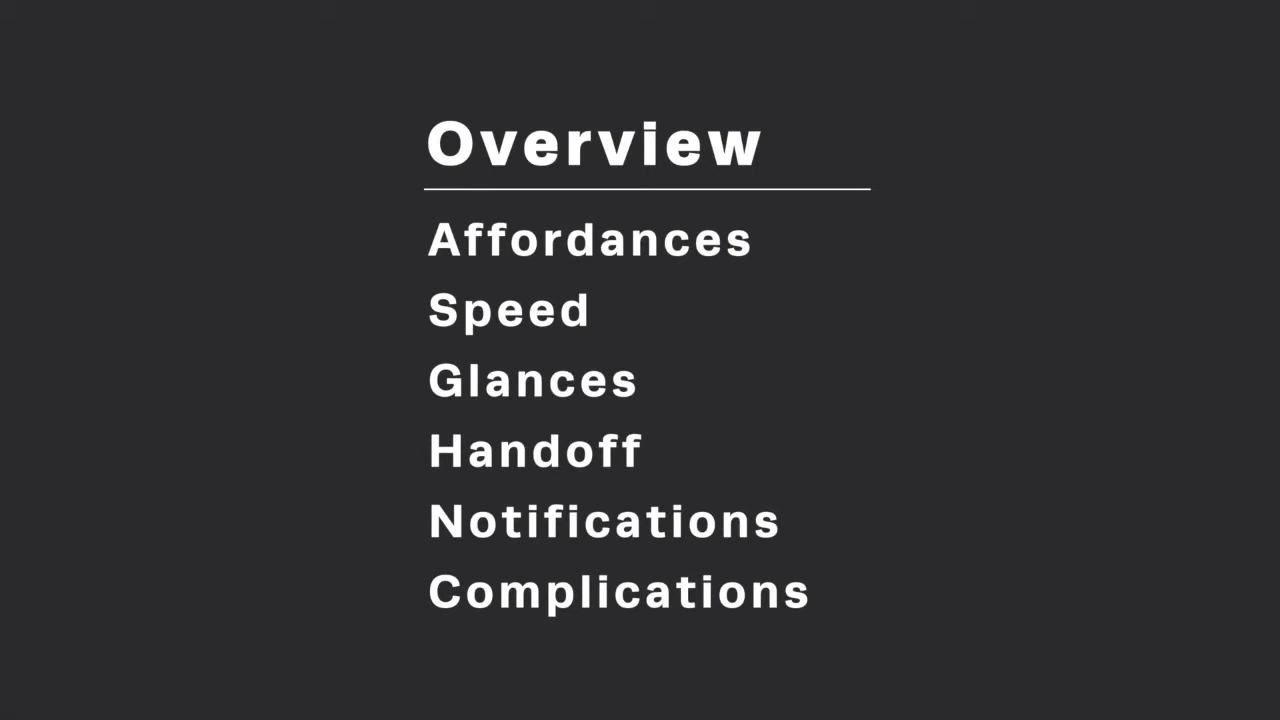 Overview
Affordances
Speed
Glances
Handoff
Notifications
Complications